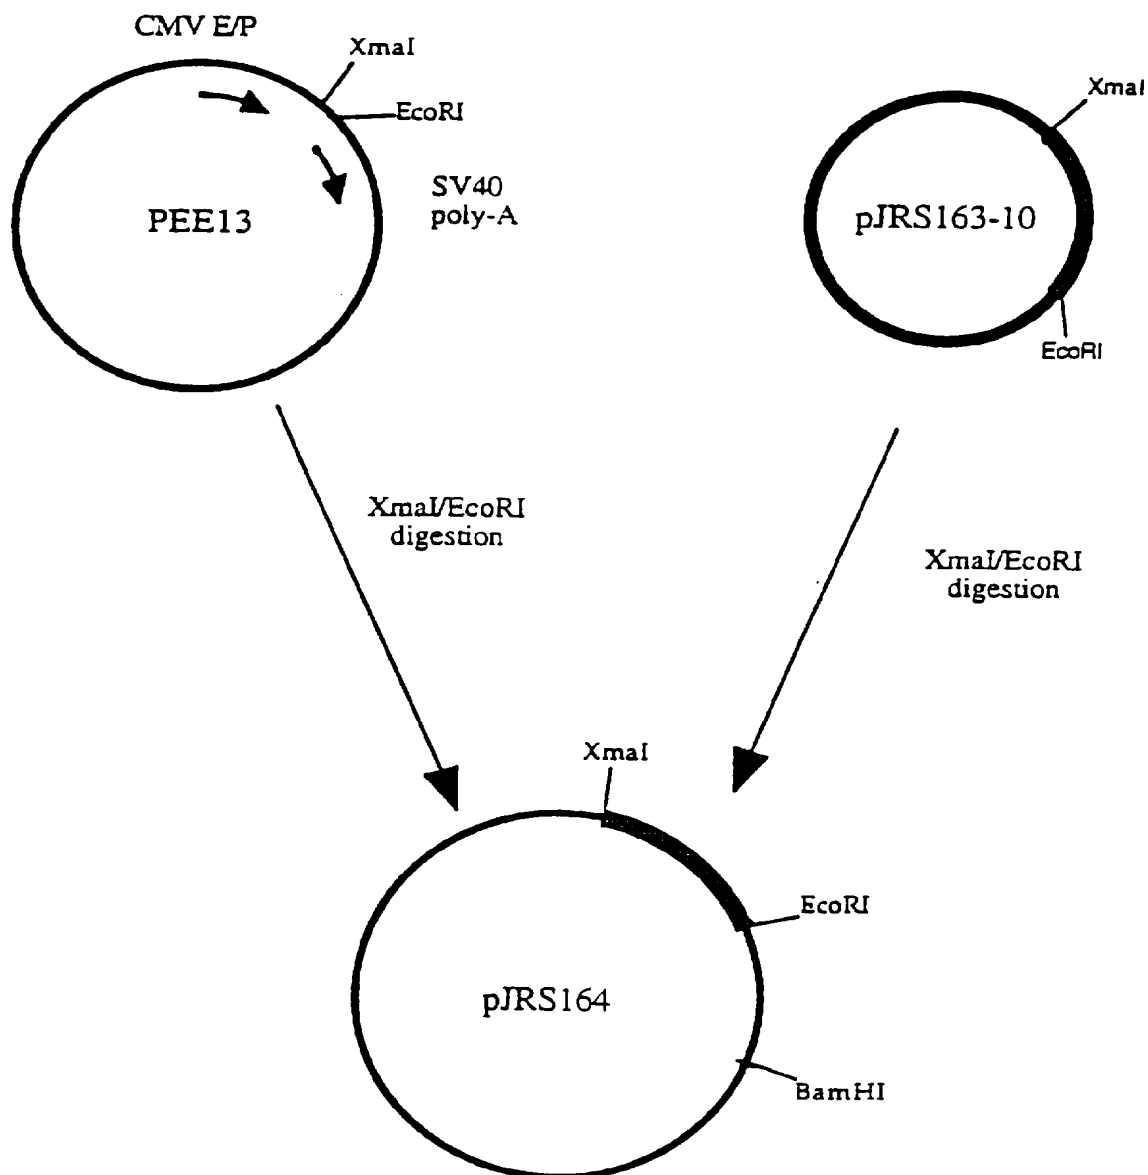 CMV E/P
XmaI
EcoRI
SV40
poly-A
PEE13
XmaI
pJRS163-10
EcoRI
XmaI/EcoRI
digestion
XmaI/EcoRI
digestion
XmaI
EcoRI
pJRS164
BamHI